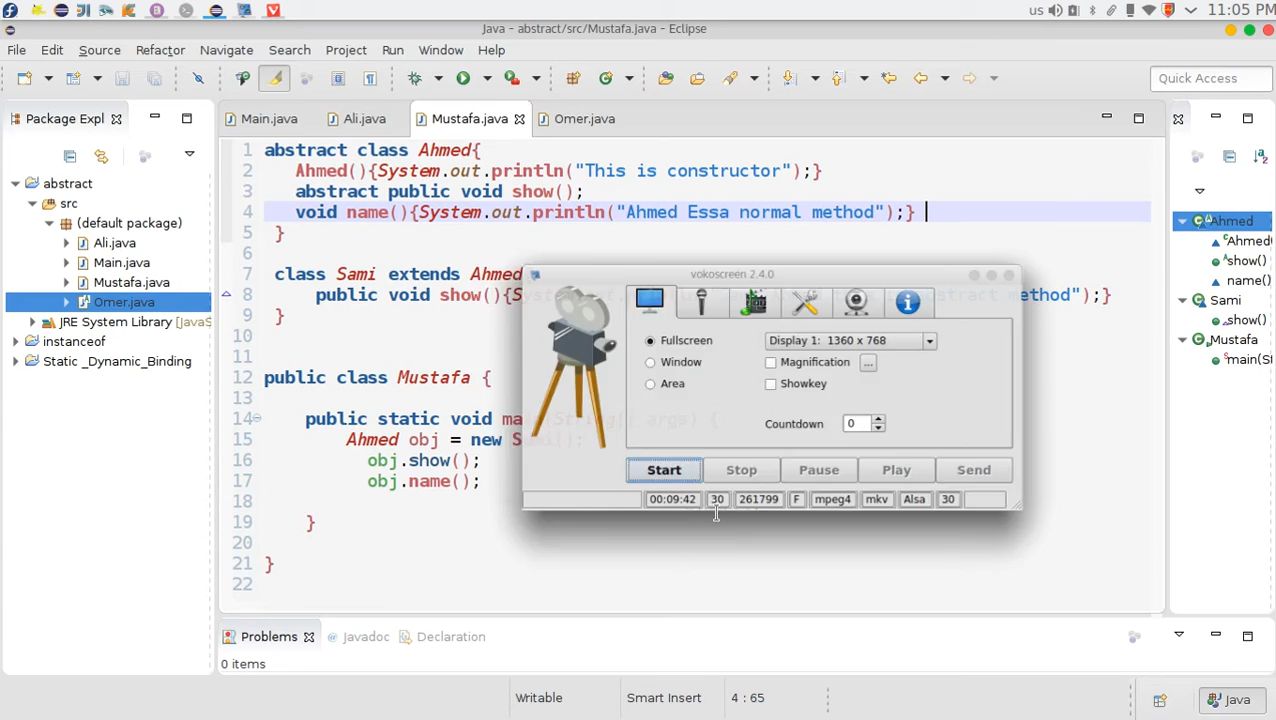 us 11:05 PM
Java - abstract/src/Mustafa.java - Eclipse
File Edit Source Refactor Navigate Search Project Run Window Help
Quick Access
Package Expl
Main.java Ali.java Mustafa.java Omer.java
abstract
src
(default package)
Ali.java
Main.java
Mustafa.java
Omer.java
JRE System Library [JavaS
instanceof
Static _Dynamic_Binding
1 abstract class Ahmed{
2 Ahmed(){System.out.println("This is constructor");}
3 abstract public void show();
4 void name(){System.out.println("Ahmed Essa normal method");}
5 }
6
7 class Sami extends Ahmed
8 public void show(){S method");}
9 }
10
11
12 public class Mustafa {
13
14 public static void main(String[] args) {
15 Ahmed obj = new Sami();
16 obj.show();
17 obj.name();
18
19 }
20
21 }
22
vokoscreen 2.4.0
Fullscreen
Window
Area
Display 1: 1360 x 768
Magnification ...
Showkey
Countdown 0
Start Stop Pause Play Send
00:09:42 30 261799 F mpeg4 mkv Alsa 30
Ahmed
Ahmed(
show()
name()
Sami
show()
Mustafa
main(St
Problems Javadoc Declaration
0 items
Writable Smart Insert 4 : 65
Java